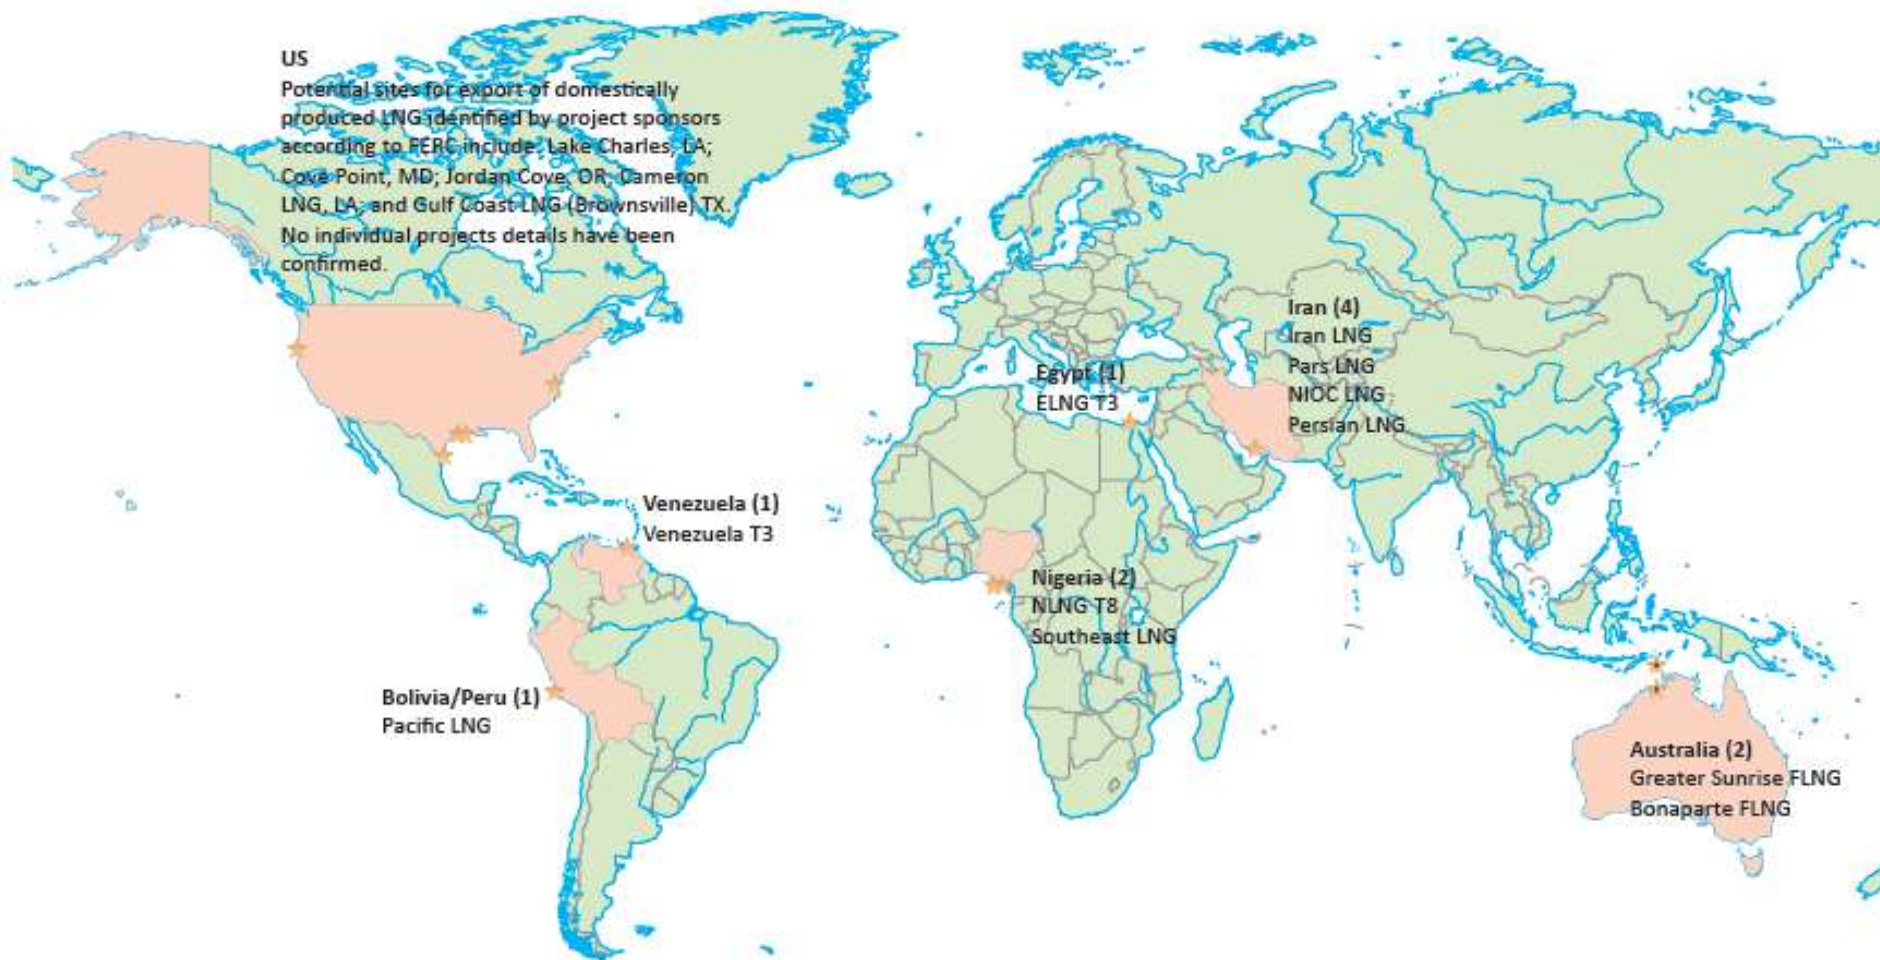 US
Potential sites for export of domestically
produced LNG identified by project sponsors
according to FERC include: Lake Charles, LA;
Cove Point, MD; Jordan Cove, OR; Cameron
LNG, LA; and Gulf Coast LNG (Brownsville) TX.
No individual projects details have been
confirmed.
Iran (4)
Iran LNG
Pars LNG
NIOC LNG
Persian LNG
Egypt (1)
ELNG T3
Venezuela (1)
Venezuela T3
Nigeria (2)
NLNG T8
Southeast LNG
Bolivia/Peru (1)
Pacific LNG
Australia (2)
Greater Sunrise FLNG
Bonaparte FLNG